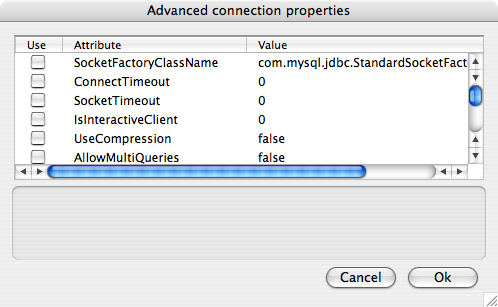 Advanced connection properties
Use Attribute Value
SocketFactoryClassName com.mysql.jdbc.StandardSocketFact
ConnectTimeout 0
SocketTimeout 0
IsInteractiveClient 0
UseCompression false
AllowMultiQueries false
Cancel Ok